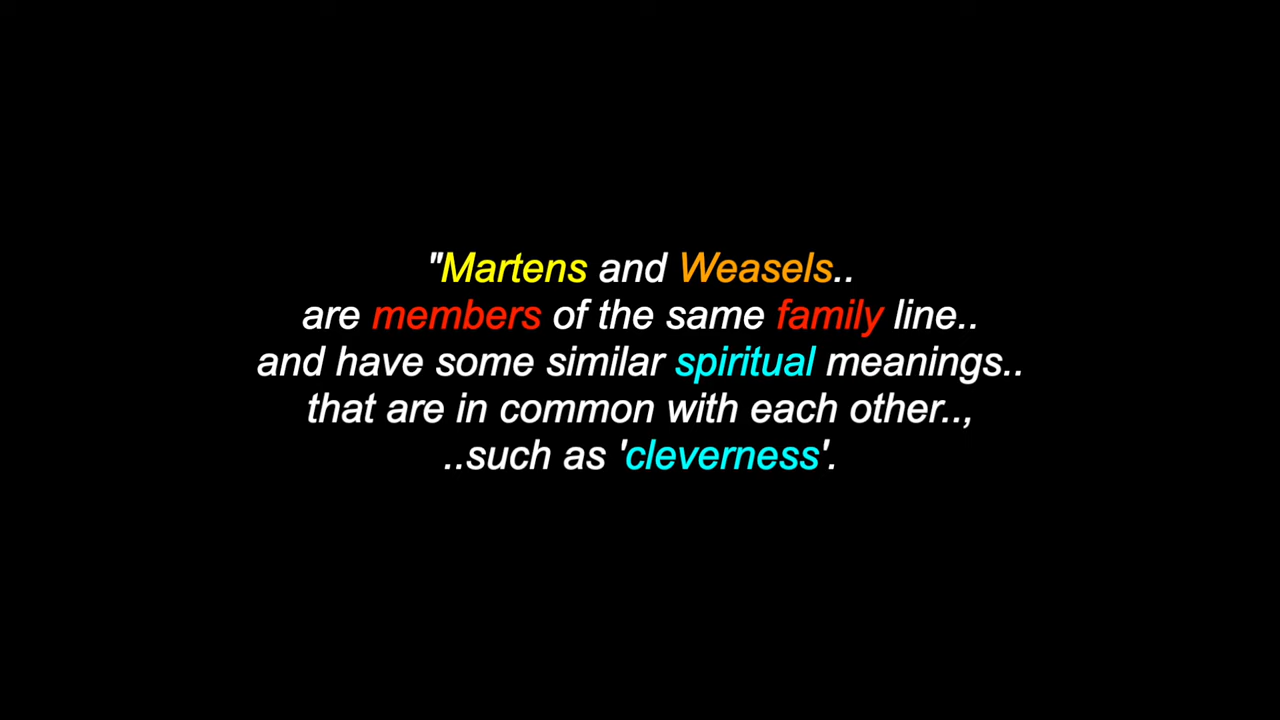 "Martens and Weasels..
are members of the same family line..
and have some similar spiritual meanings..
that are in common with each other..,
..such as 'cleverness'.